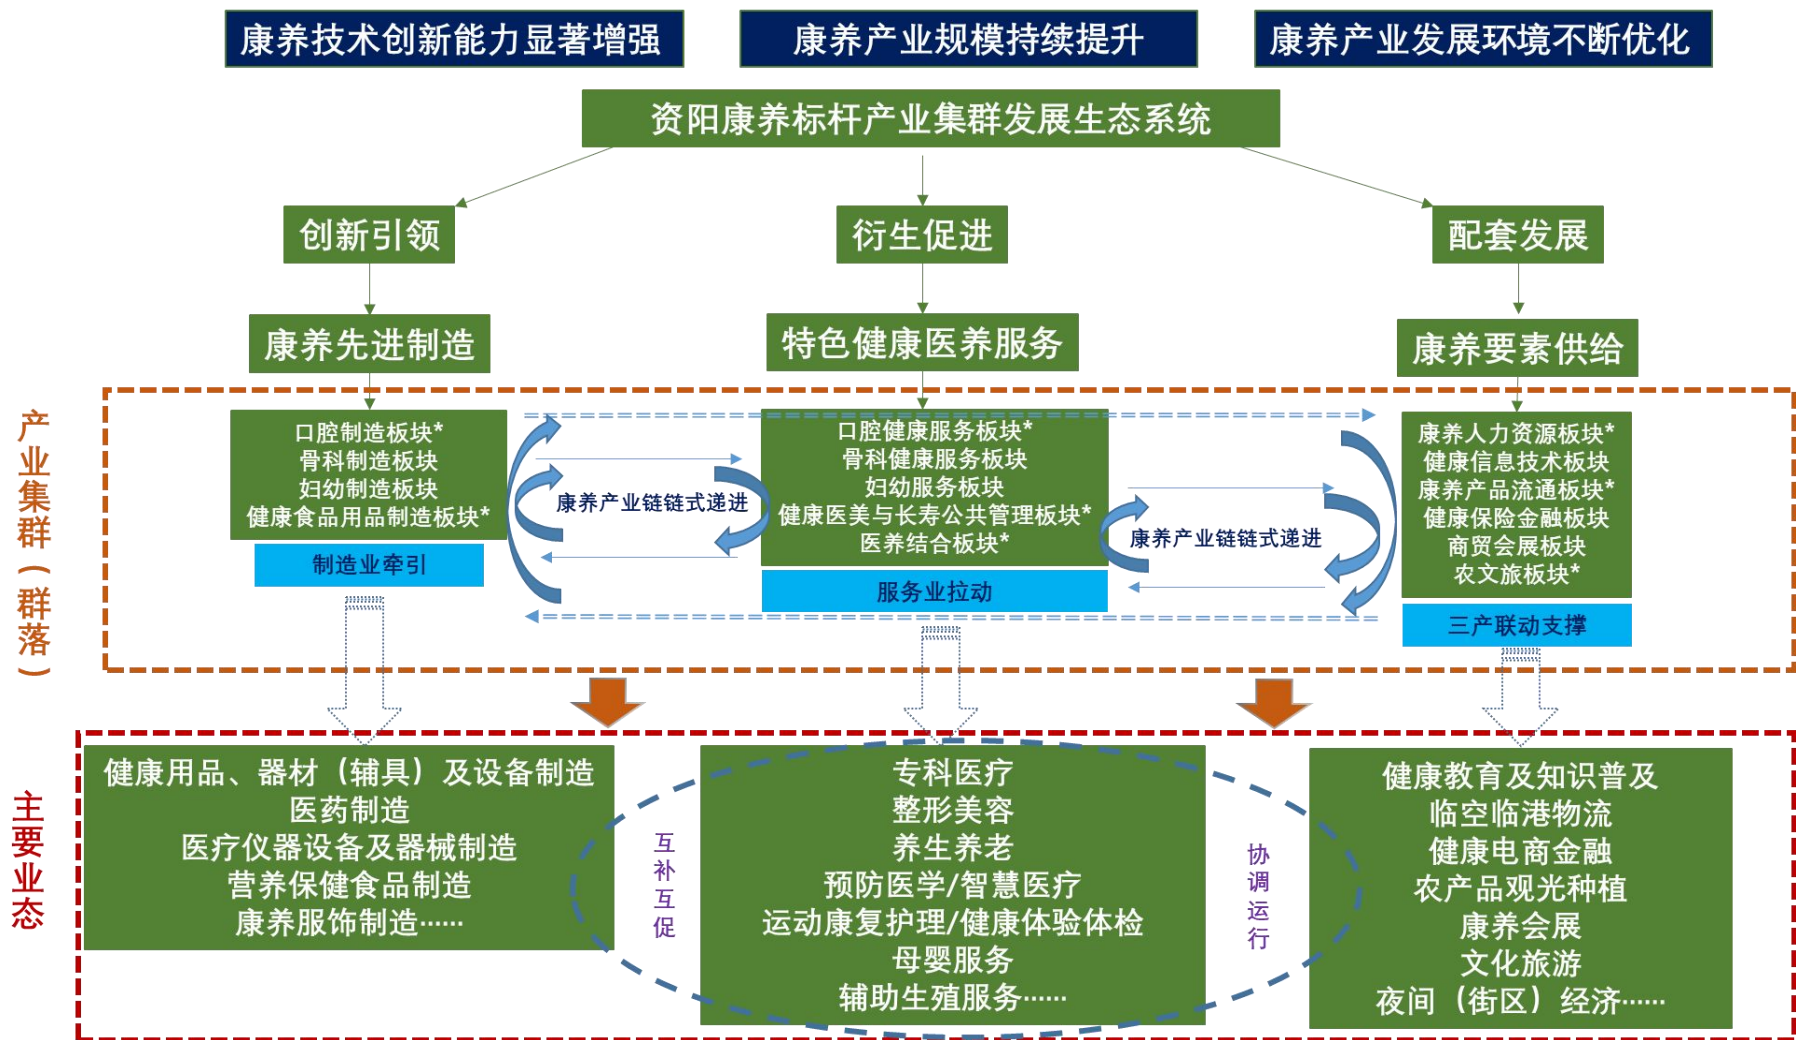 康养技术创新能力显著增强
康养产业规模持续提升
康养产业发展环境不断优化
资阳康养标杆产业集群发展生态系统
创新引领
衍生促进
配套发展
康养先进制造
特色健康医养服务
康养要素供给
产业集群（群落）
口腔制造板块*
骨科制造板块
妇幼制造板块
健康食品用品制造板块*
制造业牵引
康养产业链链式递进
口腔健康服务板块*
骨科健康服务板块
妇幼服务板块
健康医美与长寿公共管理板块*
医养结合板块*
服务业拉动
康养产业链链式递进
康养人力资源板块*
健康信息技术板块
康养产品流通板块*
健康保险金融板块
商贸会展板块
农文旅板块*
三产联动支撑
主要业态
健康用品、器材（辅具）及设备制造
医药制造
医疗仪器设备及器械制造
营养保健食品制造
康养服饰制造……
互补互促
专科医疗
整形美容
养生养老
预防医学/智慧医疗
运动康复护理/健康体验体检
母婴服务
辅助生殖服务……
协调运行
健康教育及知识普及
临空临港物流
健康电商金融
农产品观光种植
康养会展
文化旅游
夜间（街区）经济……